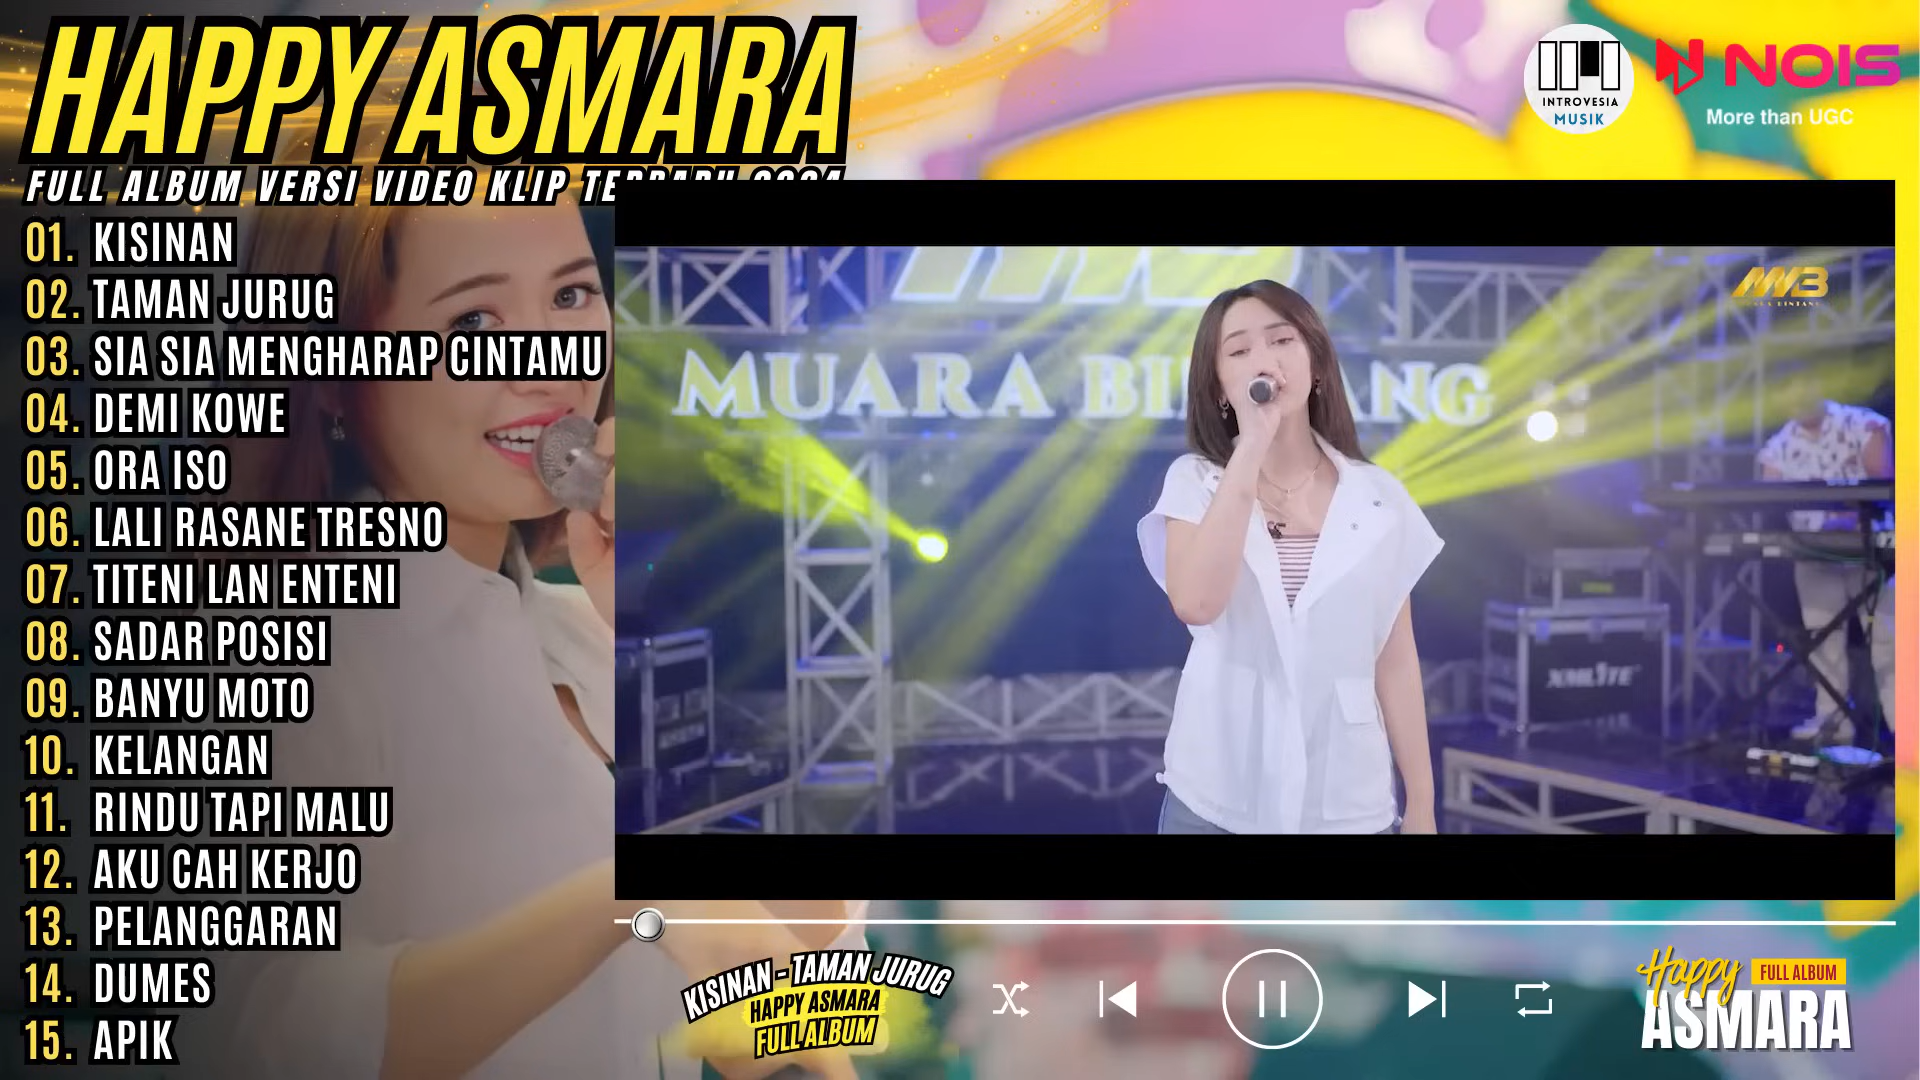 HAPPY ASMARA
FULL ALBUM VERSI VIDEO KLIP
01. KISINAN
02. TAMAN JURUG
03. SIA SIA MENGHARAP CINTAMU
04. DEMI KOWE
05. ORA ISO
06. LALI RASANE TRESNO
07. TITENI LAN ENTENI
08. SADAR POSISI
09. BANYU MOTO
10. KELANGAN
11. RINDU TAPI MALU
12. AKU CAH KERJO
13. PELANGGARAN
14. DUMES
15. APIK
INTROVESIA
MUSIK
NOIS
More than UGC
MB
MUARA BI ANG
XMLITE
KISINAN - TAMAN JURUG
HAPPY ASMARA
FULL ALBUM
Happy
FULL ALBUM
ASMARA